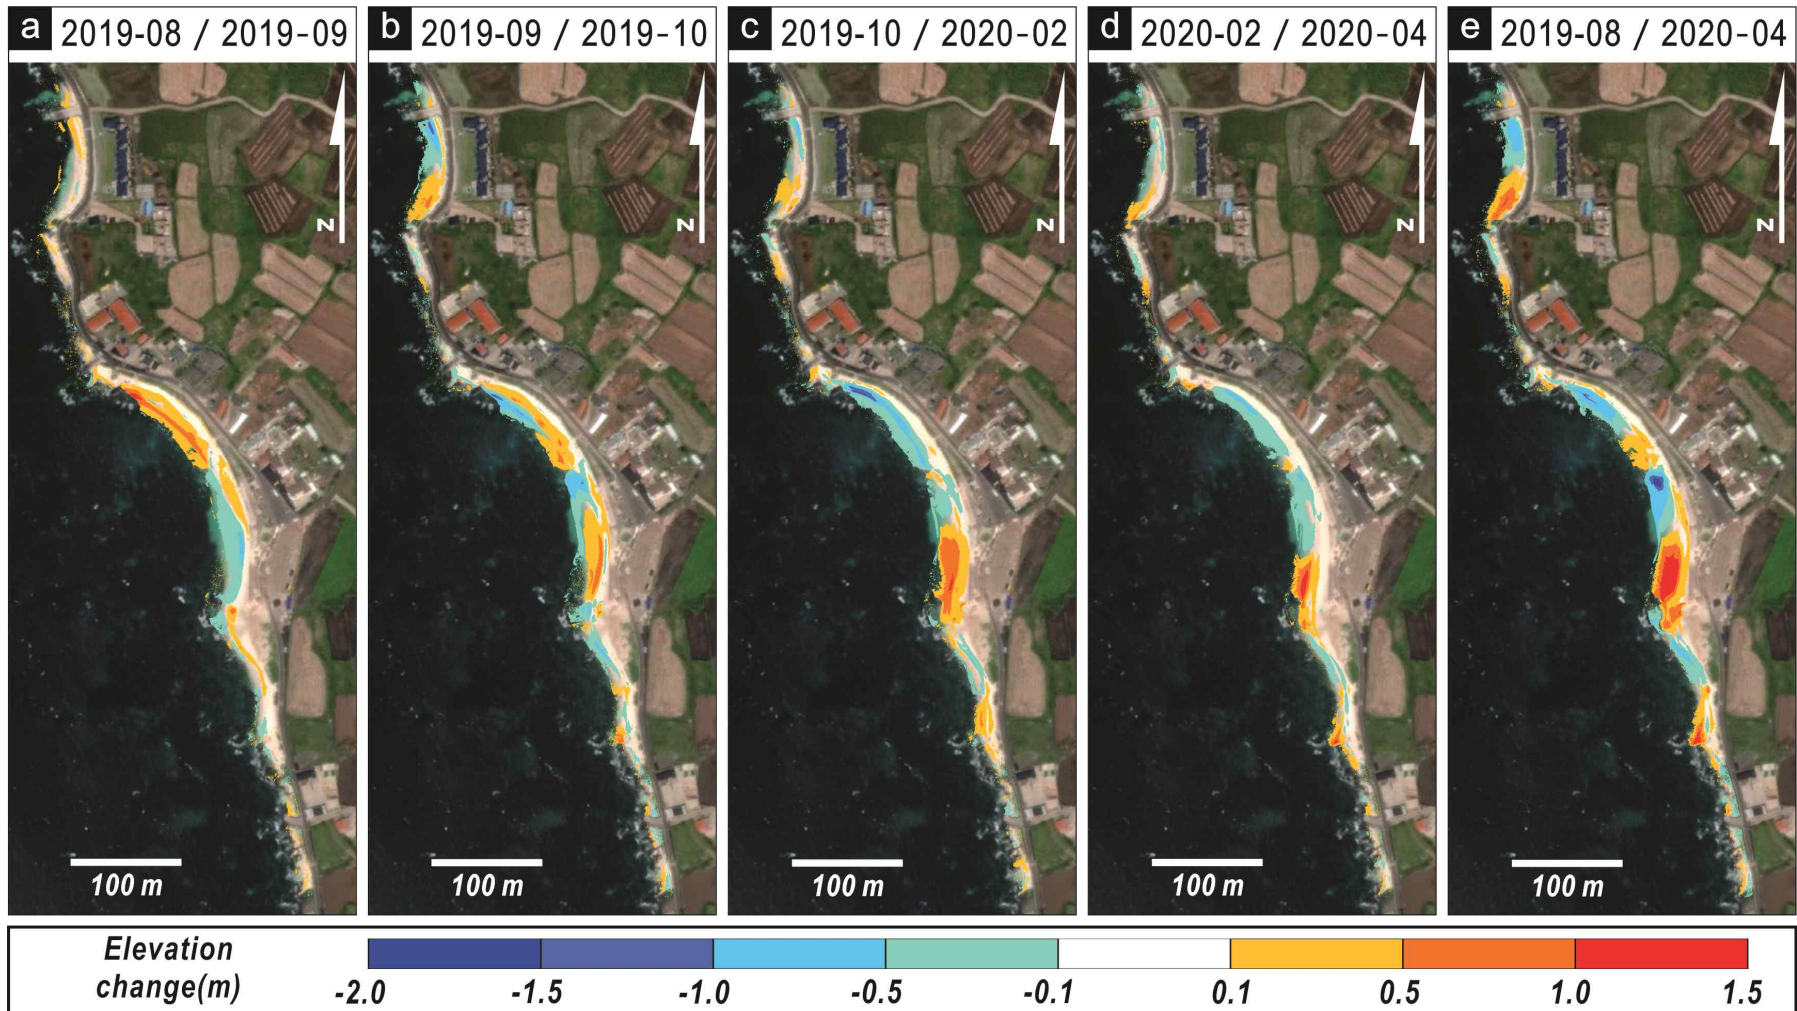 a 2019-08 / 2019-09
b 2019-09 / 2019-10
c 2019-10 / 2020-02
d 2020-02 / 2020-04
e 2019-08 / 2020-04
N
N
N
N
N
100 m
100 m
100 m
100 m
100 m
Elevation
change(m)
-2.0 -1.5 -1.0 -0.5 -0.1 0.1 0.5 1.0 1.5